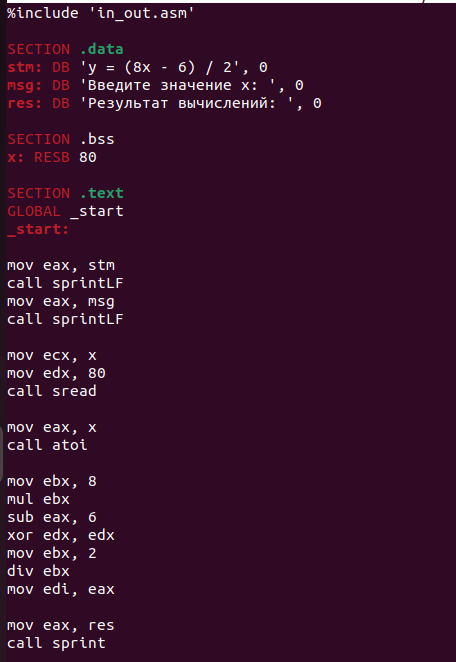 %include 'in_out.asm'
SECTION .data
stm: DB 'y = (8x - 6) / 2', 0
msg: DB 'Введите значение x: ', 0
res: DB 'Результат вычислений: ', 0
SECTION .bss
x: RESB 80
SECTION .text
GLOBAL _start
_start:
mov eax, stm
call sprintLF
mov eax, msg
call sprintLF
mov ecx, x
mov edx, 80
call sread
mov eax, x
call atoi
mov ebx, 8
mul ebx
sub eax, 6
xor edx, edx
mov ebx, 2
div ebx
mov edi, eax
mov eax, res
call sprint